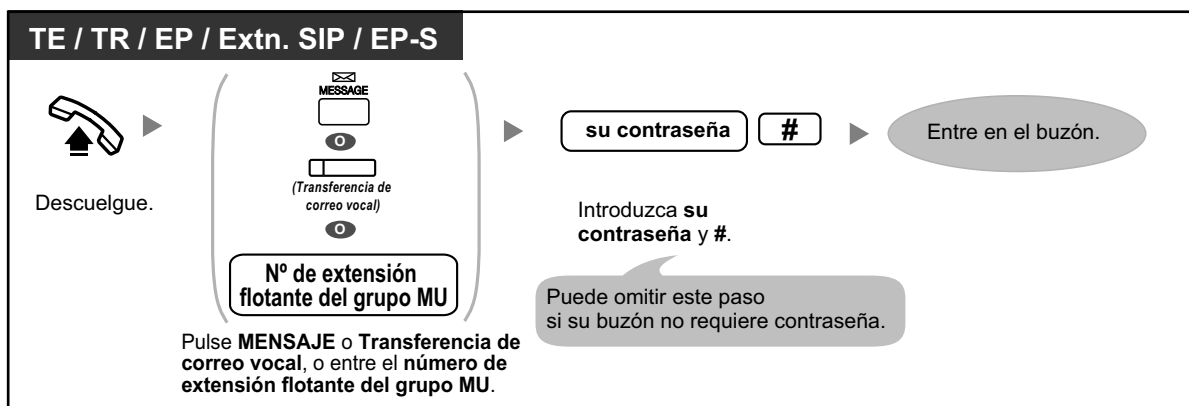 TE / TR / EP / Extn. SIP / EP-S
Descuelgue.
MESSAGE
O
(Transferencia de
correo vocal)
O
Nº de extensión
flotante del grupo MU
Pulse MENSAJE o Transferencia de
correo vocal, o entre el número de
extensión flotante del grupo MU.
su contraseña #
Introduzca su
contraseña y #.
Puede omitir este paso
si su buzón no requiere contraseña.
Entre en el buzón.